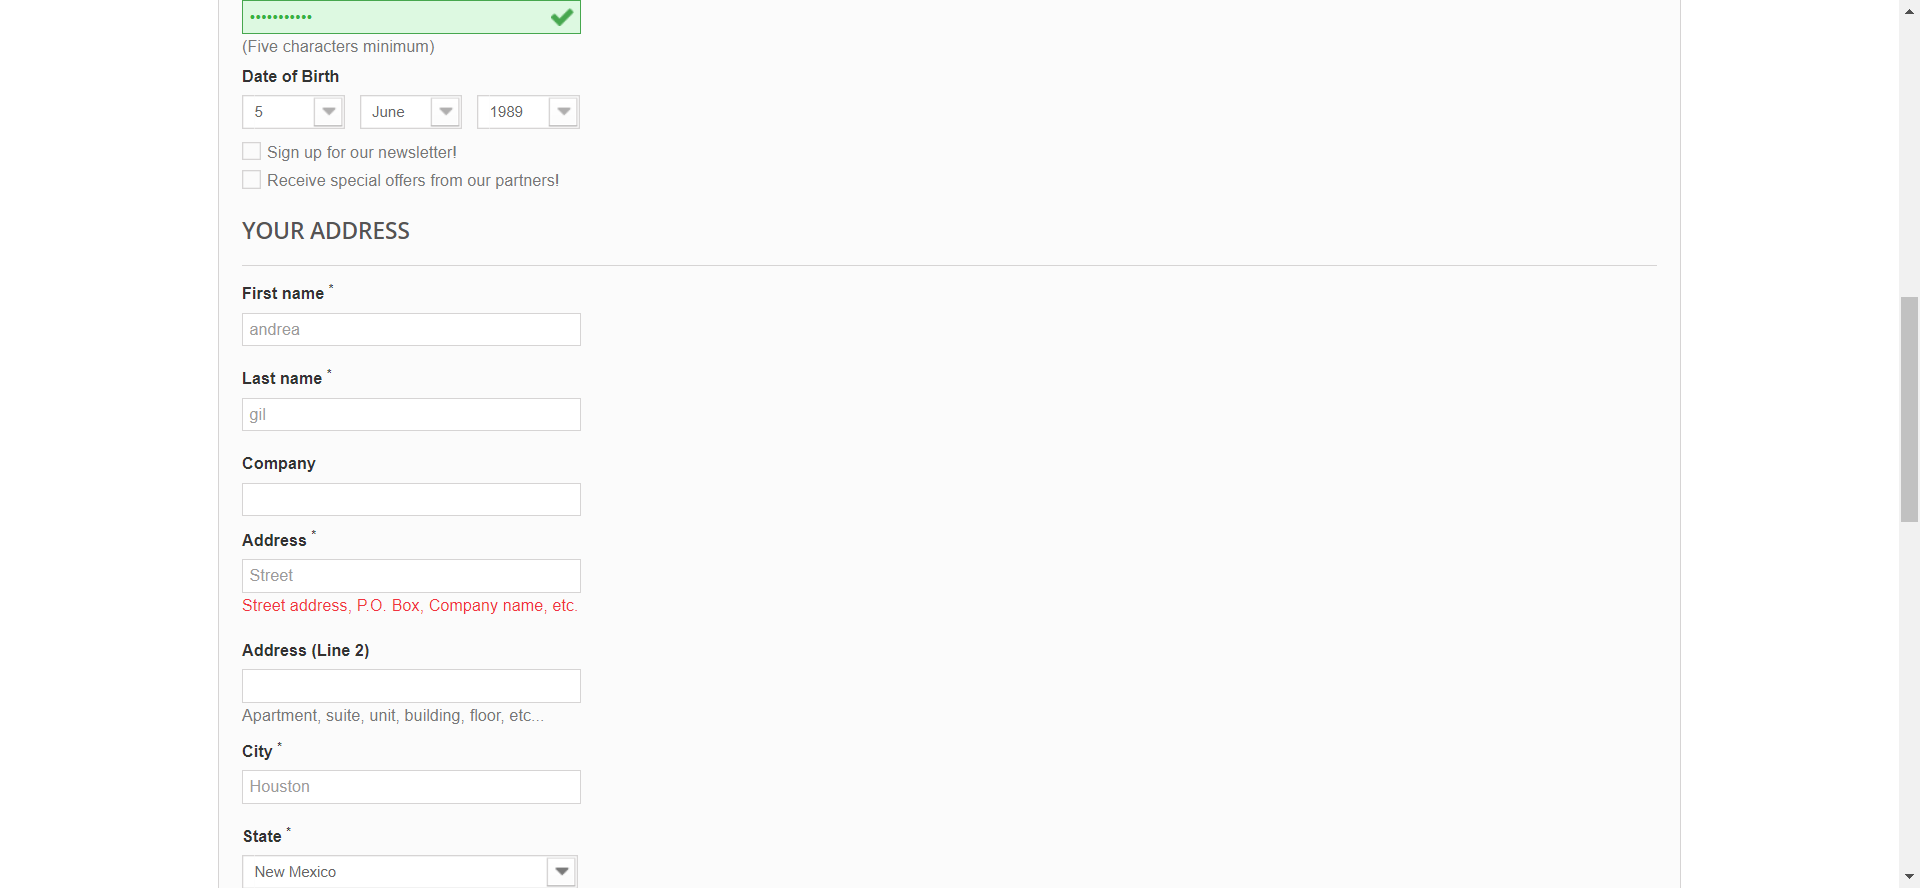 •••••••••••
(Five characters minimum)
Date of Birth
5 June 1989
Sign up for our newsletter!
Receive special offers from our partners!
YOUR ADDRESS
First name *
andrea
Last name *
gil
Company
Address *
Street
Street address, P.O. Box, Company name, etc.
Address (Line 2)
Apartment, suite, unit, building, floor, etc...
City *
Houston
State *
New Mexico